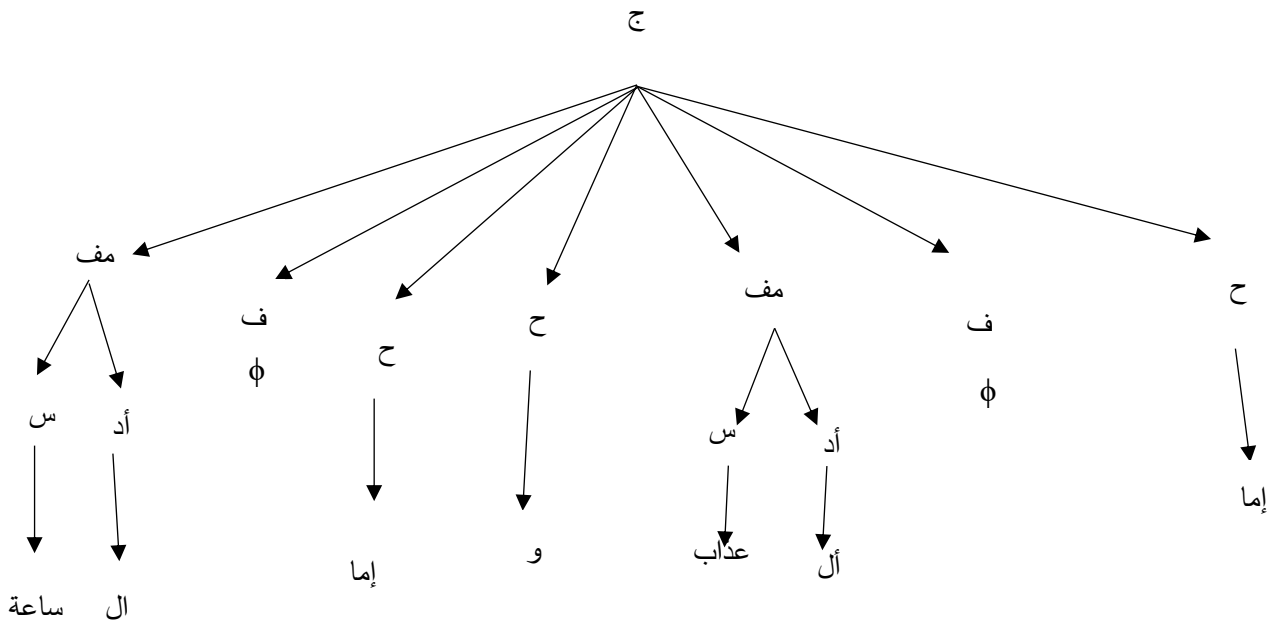 ج
ح مف ف ح ح ف مف
ف φ φ
أد س أد س
إما
أل عذاب و إما
ال ساعة